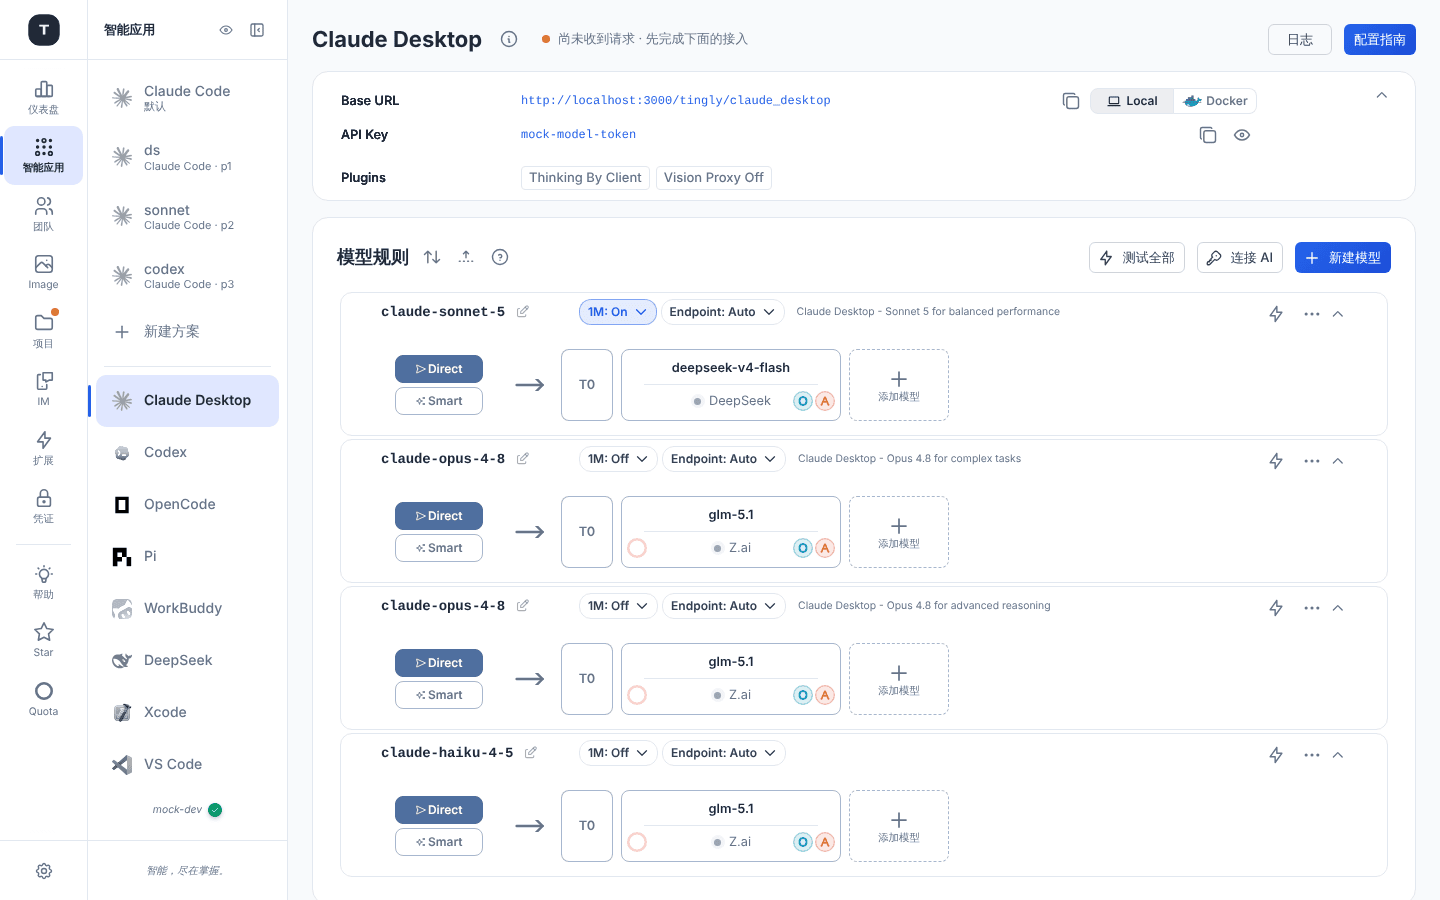 T
仪表盘
智能应用
团队
Image
项目
IM
扩展
凭证
帮助
Star
Quota
智能应用
Claude Code
默认
ds
Claude Code · p1
sonnet
Claude Code · p2
codex
Claude Code · p3
新建方案
Claude Desktop
Codex
OpenCode
Pi
WorkBuddy
DeepSeek
Xcode
VS Code
mock-dev
智能，尽在掌握。
Claude Desktop
尚未收到请求 · 先完成下面的接入
日志
配置指南
Base URL
http://localhost:3000/tingly/claude_desktop
Local
Docker
API Key
mock-model-token
Plugins
Thinking By Client
Vision Proxy Off
模型规则
测试全部
连接 AI
新建模型
claude-sonnet-5
1M: On
Endpoint: Auto
Claude Desktop - Sonnet 5 for balanced performance
Direct
Smart
T0
deepseek-v4-flash
DeepSeek
O
A
添加模型
claude-opus-4-8
1M: Off
Endpoint: Auto
Claude Desktop - Opus 4.8 for complex tasks
Direct
Smart
T0
glm-5.1
Z.ai
O
A
添加模型
claude-opus-4-8
1M: Off
Endpoint: Auto
Claude Desktop - Opus 4.8 for advanced reasoning
Direct
Smart
T0
glm-5.1
Z.ai
O
A
添加模型
claude-haiku-4-5
1M: Off
Endpoint: Auto
Direct
Smart
T0
glm-5.1
Z.ai
O
A
添加模型